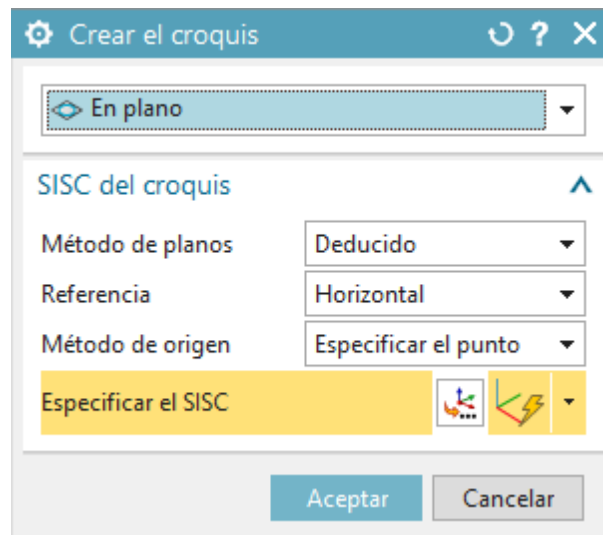 Crear el croquis ?
En plano
SISC del croquis
Método de planos Deducido
Referencia Horizontal
Método de origen Especificar el punto
Especificar el SISC
Aceptar Cancelar